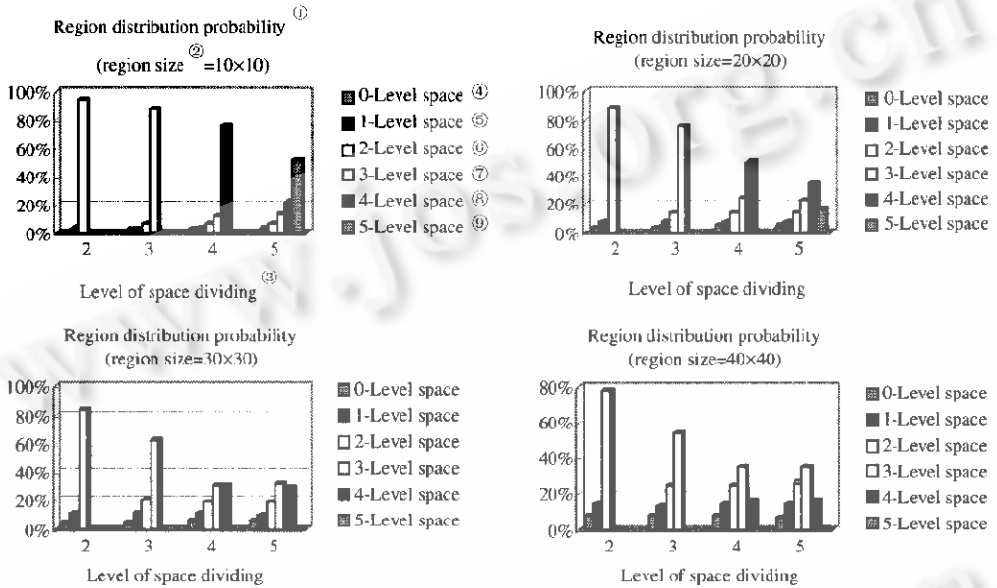 Region distribution probability ①
(region size ② =10×10)
100%
80%
60%
40%
20%
0%
2 3 4 5
Level of space dividing ③
0-Level space ④
1-Level space ⑤
2-Level space ⑥
3-Level space ⑦
4-Level space ⑧
5-Level space ⑨
Region distribution probability
(region size=20×20)
100%
80%
60%
40%
20%
0%
2 3 4 5
Level of space dividing
0-Level space
1-Level space
2-Level space
3-Level space
4-Level space
5-Level space
Region distribution probability
(region size=30×30)
100%
80%
60%
40%
20%
0%
2 3 4 5
Level of space dividing
0-Level space
1-Level space
2-Level space
3-Level space
4-Level space
5-Level space
Region distribution probability
(region size=40×40)
80%
60%
40%
20%
0%
2 3 4 5
Level of space dividing
0-Level space
1-Level space
2-Level space
3-Level space
4-Level space
5-Level space
www.jos.org.cn